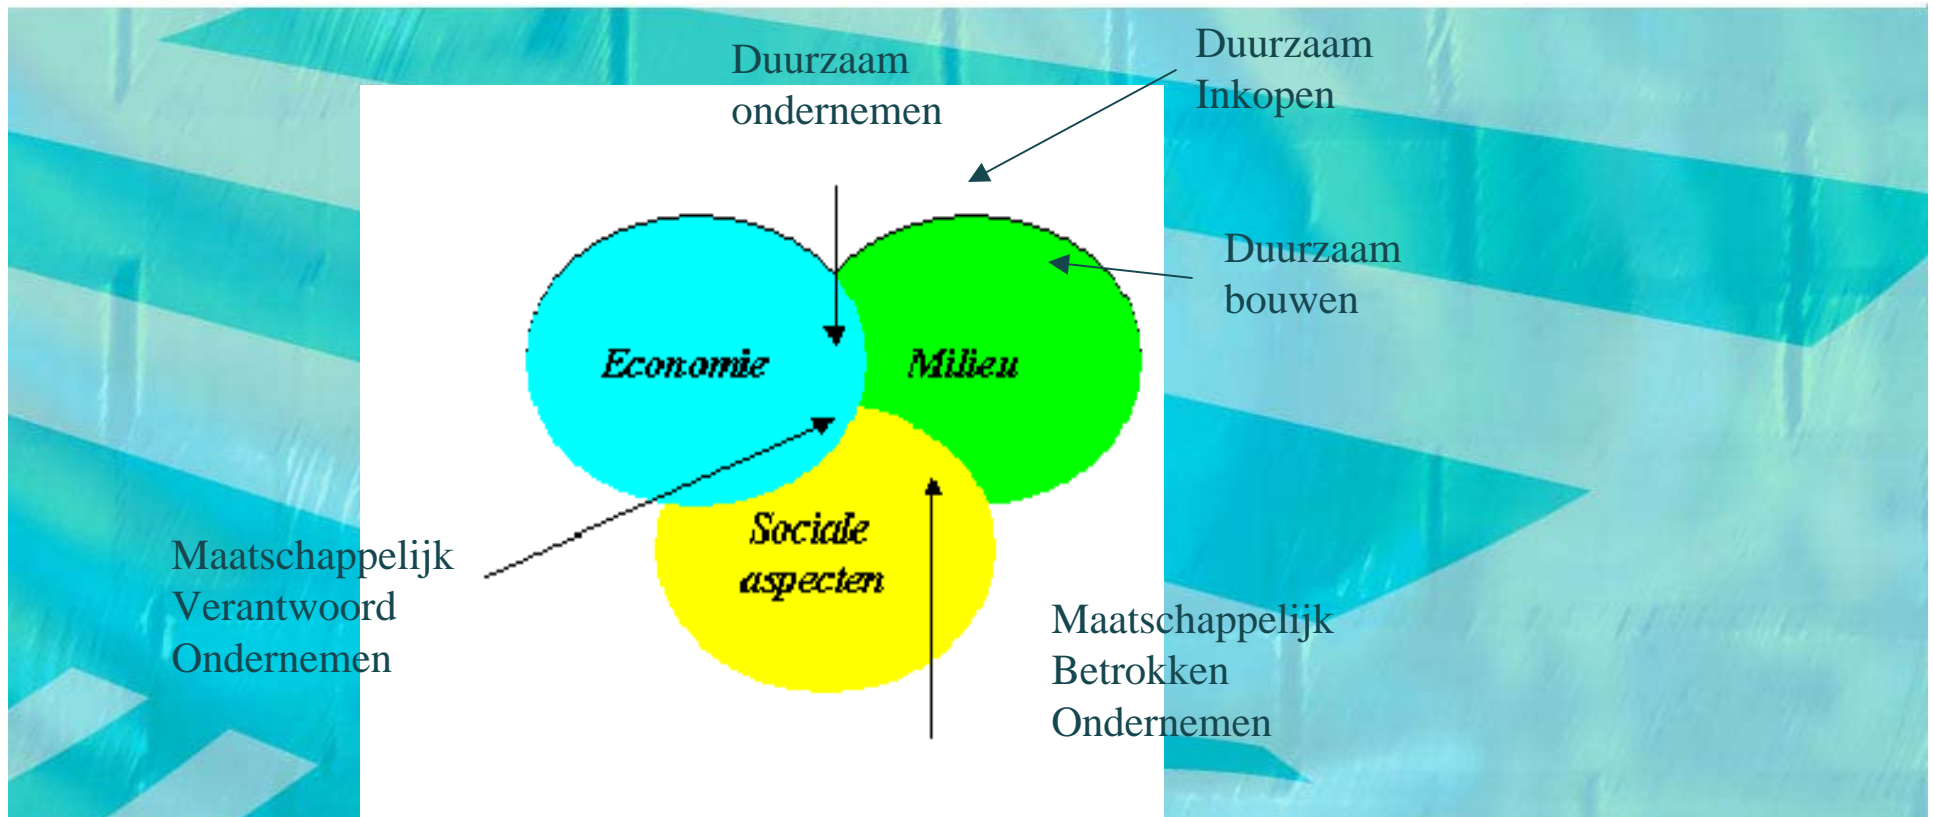 Duurzaam
ondernemen
Duurzaam
Inkopen
Duurzaam
bouwen
Economie
Milieu
Sociale
aspecten
Maatschappelijk
Verantwoord
Ondernemen
Maatschappelijk
Betrokken
Ondernemen